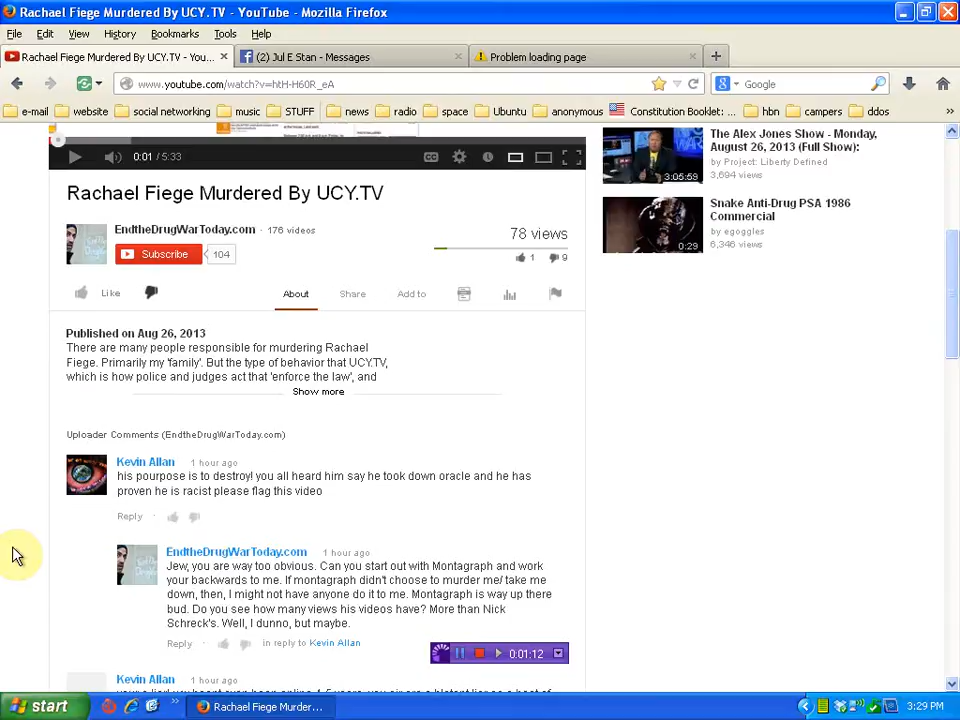 Rachael Fiege Murdered By UCY.TV - YouTube - Mozilla Firefox
File Edit View History Bookmarks Tools Help
Rachael Fiege Murdered By UCY.TV - You...
(2) Jul E Stan - Messages
Problem loading page
www.youtube.com/watch?v=htH-H60R_eA
Google
e-mail website social networking music STUFF news radio space Ubuntu anonymous Constitution Booklet:... hbn campers ddos
0:01 / 5:33
Rachael Fiege Murdered By UCY.TV
EndtheDrugWarToday.com · 176 videos
Subscribe 104
78 views
1 9
Like
About Share Add to
Published on Aug 26, 2013
There are many people responsible for murdering Rachael
Fiege. Primarily my 'family'. But the type of behavior that UCY.TV,
which is how police and judges act that 'enforce the law', and
Show more
Uploader Comments (EndtheDrugWarToday.com)
Kevin Allan 1 hour ago
his pourpose is to destroy! you all heard him say he took down oracle and he has
proven he is racist please flag this video
Reply ·
EndtheDrugWarToday.com 1 hour ago
Jew, you are way too obvious. Can you start out with Montagraph and work
your backwards to me. If montagraph didn't choose to murder me/ take me
down, then, I might not have anyone do it to me. Montagraph is way up there
bud. Do you see how many views his videos have? More than Nick
Schreck's. Well, I dunno, but maybe.
Reply · in reply to Kevin Allan
0:01:12
Kevin Allan 1 hour ago
The Alex Jones Show - Monday,
August 26, 2013 (Full Show):
by Project: Liberty Defined
3,694 views
3:05:59
Snake Anti-Drug PSA 1986
Commercial
by egoggles
6,346 views
0:29
start
Rachael Fiege Murder...
3:29 PM